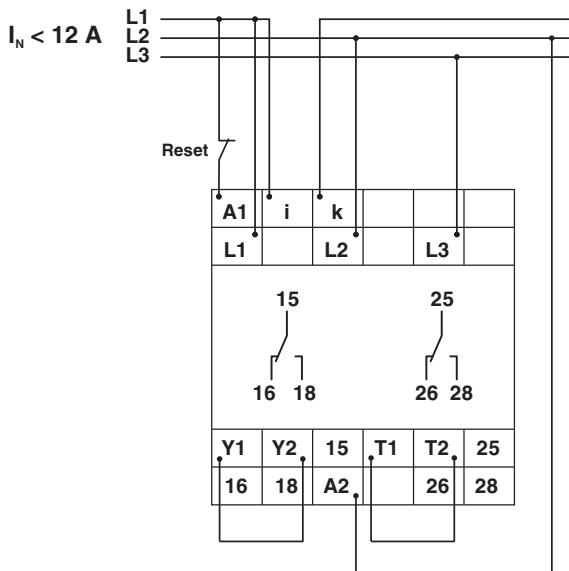 L1
I_N < 12 A L2
L3
Reset
A1 i k
L1 L2 L3
15 25
16 18 26 28
Y1 Y2 15 T1 T2 25
16 18 A2 26 28